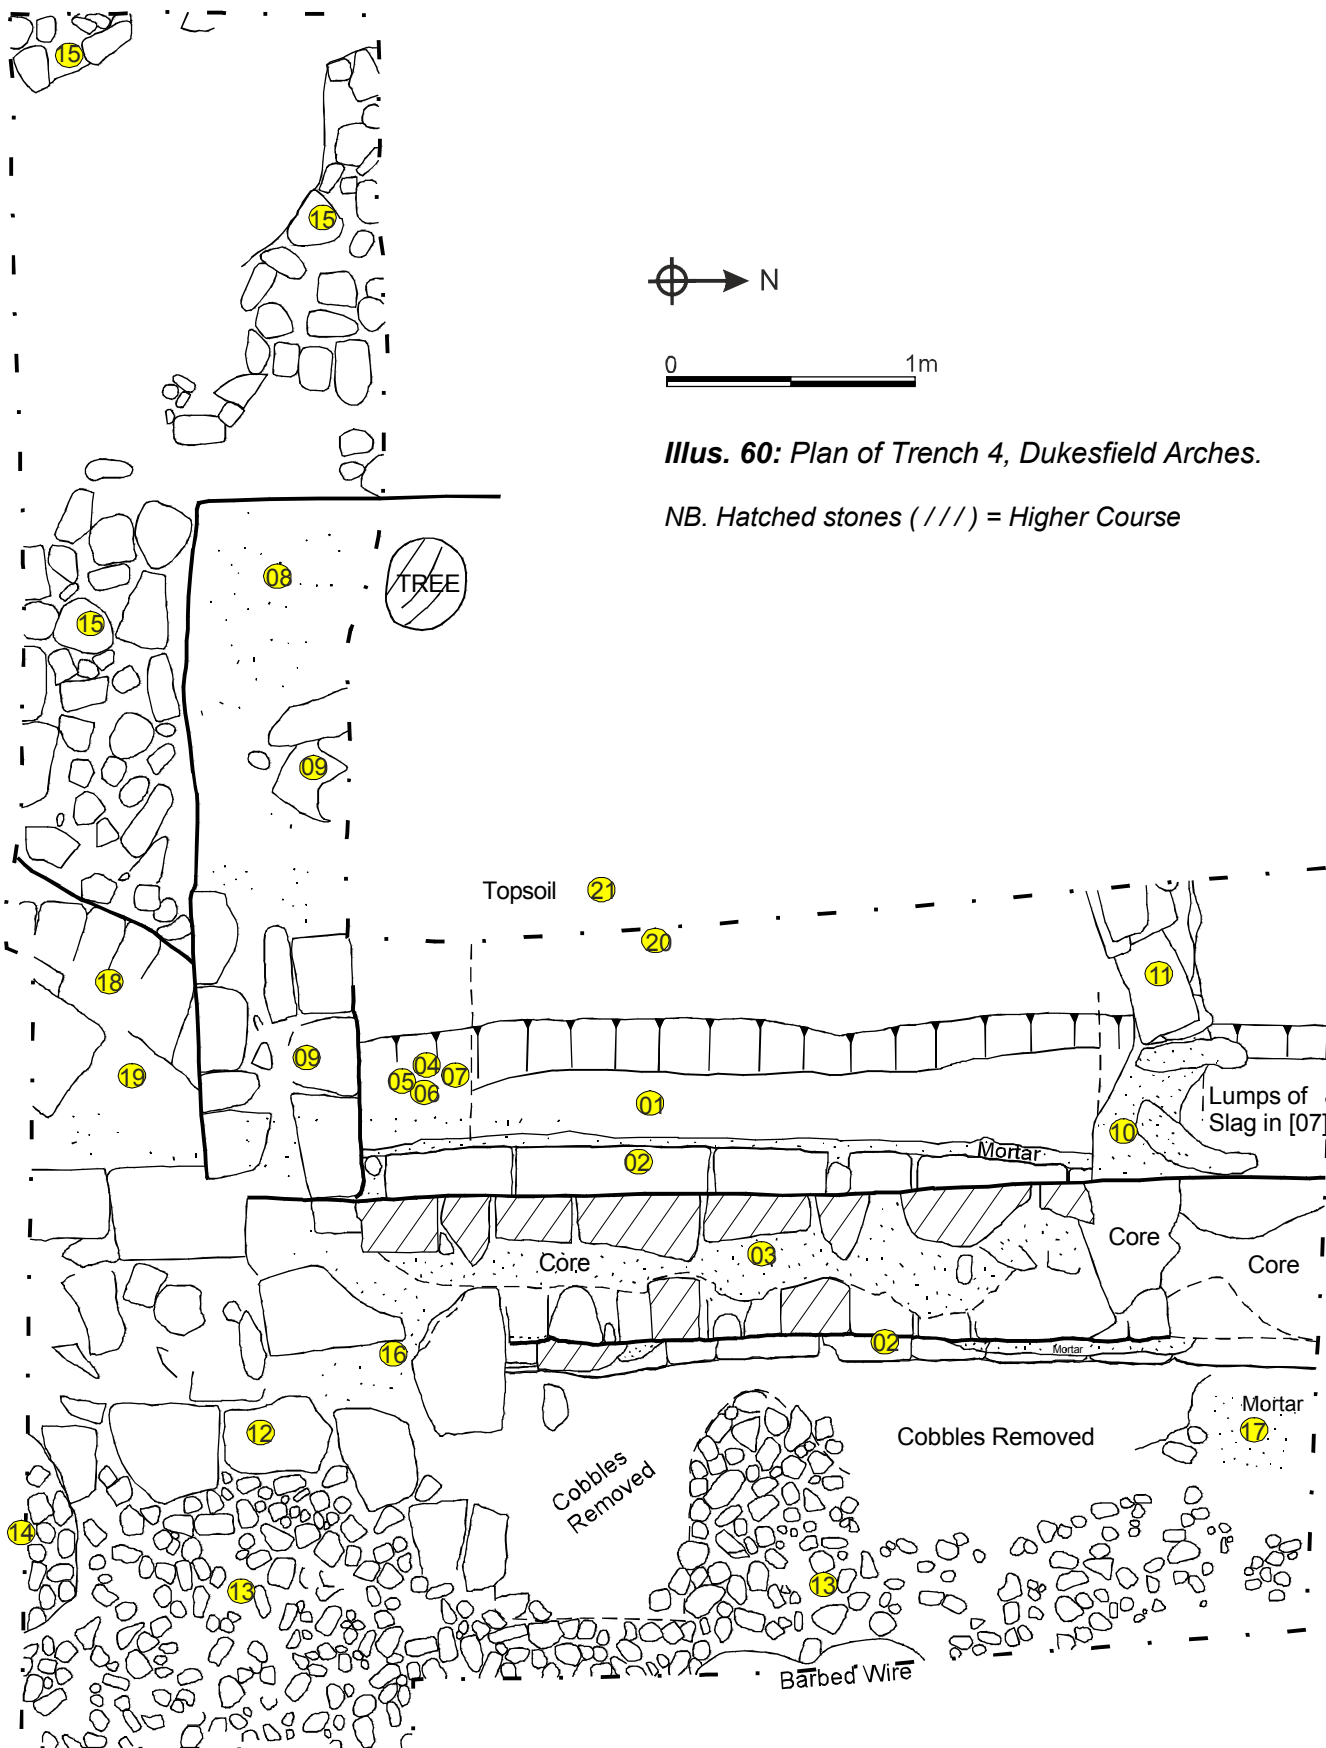 15
15
N
0 1m
Illus. 60: Plan of Trench 4, Dukesfield Arches.
NB. Hatched stones ( / / / ) = Higher Course
08
TREE
15
09
Topsoil 21
20
18
11
09
04
05
07
06
19
01
Lumps of
Slag in [07]
10
02
Mortar
Core
03
Core
Core
02
16
Mortar
Mortar
17
12
Cobbles Removed
Cobbles
Removed
14
13
13
Barbed Wire